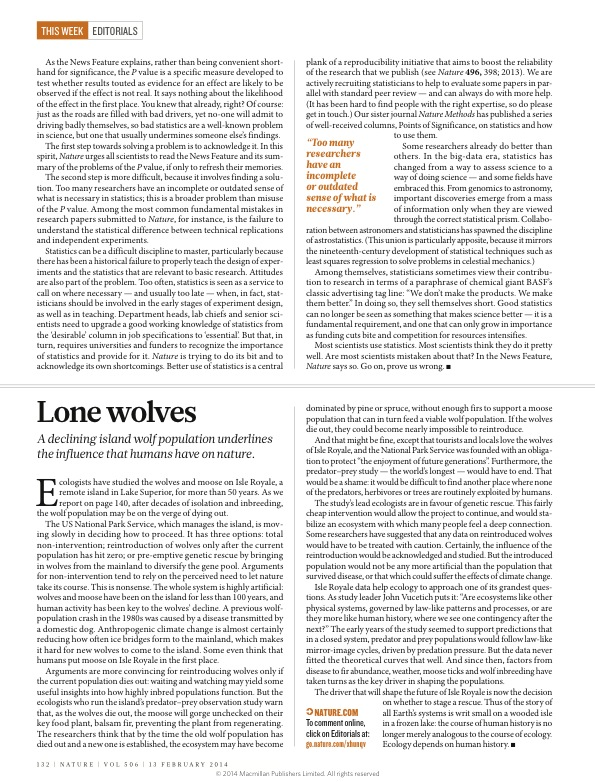 THIS WEEK EDITORIALS
As the News Feature explains, rather than being convenient short-
hand for significance, the P value is a specific measure developed to
test whether results touted as evidence for an effect are likely to be
observed if the effect is not real. It says nothing about the likelihood
of the effect in the first place. You knew that already, right? Of course:
just as the roads are filled with bad drivers, yet no-one will admit to
driving badly themselves, so bad statistics are a well-known problem
in science, but one that usually undermines someone else's findings.
The first step towards solving a problem is to acknowledge it. In this
spirit, Nature urges all scientists to read the News Feature and its sum-
mary of the problems of the P value, if only to refresh their memories.
The second step is more difficult, because it involves finding a solu-
tion. Too many researchers have an incomplete or outdated sense of
what is necessary in statistics; this is a broader problem than misuse
of the P value. Among the most common fundamental mistakes in
research papers submitted to Nature, for instance, is the failure to
understand the statistical difference between technical replications
and independent experiments.
Statistics can be a difficult discipline to master, particularly because
there has been a historical failure to properly teach the design of exper-
iments and the statistics that are relevant to basic research. Attitudes
are also part of the problem. Too often, statistics is seen as a service to
call on where necessary — and usually too late — when, in fact, stat-
isticians should be involved in the early stages of experiment design,
as well as in teaching. Department heads, lab chiefs and senior sci-
entists need to upgrade a good working knowledge of statistics from
the 'desirable' column in job specifications to 'essential'. But that, in
turn, requires universities and funders to recognize the importance
of statistics and provide for it. Nature is trying to do its bit and to
acknowledge its own shortcomings. Better use of statistics is a central
plank of a reproducibility initiative that aims to boost the reliability
of the research that we publish (see Nature 496, 398; 2013). We are
actively recruiting statisticians to help to evaluate some papers in par-
allel with standard peer review — and can always do with more help.
(It has been hard to find people with the right expertise, so do please
get in touch.) Our sister journal Nature Methods has published a series
of well-received columns, Points of Significance, on statistics and how
to use them.
"Too many
researchers
have an
incomplete
or outdated
sense of what is
necessary."
Some researchers already do better than
others. In the big-data era, statistics has
changed from a way to assess science to a
way of doing science — and some fields have
embraced this. From genomics to astronomy,
important discoveries emerge from a mass
of information only when they are viewed
through the correct statistical prism. Collabo-
ration between astronomers and statisticians has spawned the discipline
of astrostatistics. (This union is particularly apposite, because it mirrors
the nineteenth-century development of statistical techniques such as
least squares regression to solve problems in celestial mechanics.)
Among themselves, statisticians sometimes view their contribu-
tion to research in terms of a paraphrase of chemical giant BASF's
classic advertising tag line: "We don't make the products. We make
them better." In doing so, they sell themselves short. Good statistics
can no longer be seen as something that makes science better — it is a
fundamental requirement, and one that can only grow in importance
as funding cuts bite and competition for resources intensifies.
Most scientists use statistics. Most scientists think they do it pretty
well. Are most scientists mistaken about that? In the News Feature,
Nature says so. Go on, prove us wrong. ■
Lone wolves
A declining island wolf population underlines
the influence that humans have on nature.
Ecologists have studied the wolves and moose on Isle Royale, a
remote island in Lake Superior, for more than 50 years. As we
report on page 140, after decades of isolation and inbreeding,
the wolf population may be on the verge of dying out.
The US National Park Service, which manages the island, is mov-
ing slowly in deciding how to proceed. It has three options: total
non-intervention; reintroduction of wolves only after the current
population has hit zero; or pre-emptive genetic rescue by bringing
in wolves from the mainland to diversify the gene pool. Arguments
for non-intervention tend to rely on the perceived need to let nature
take its course. This is nonsense. The whole system is highly artificial:
wolves and moose have been on the island for less than 100 years, and
human activity has been key to the wolves' decline. A previous wolf-
population crash in the 1980s was caused by a disease transmitted by
a domestic dog. Anthropogenic climate change is almost certainly
reducing how often ice bridges form to the mainland, which makes
it hard for new wolves to come to the island. Some even think that
humans put moose on Isle Royale in the first place.
Arguments are more convincing for reintroducing wolves only if
the current population dies out: waiting and watching may yield some
useful insights into how highly inbred populations function. But the
ecologists who run the island's predator–prey observation study warn
that, as the wolves die out, the moose will gorge unchecked on their
key food plant, balsam fir, preventing the plant from regenerating.
The researchers think that by the time the old wolf population has
died out and a new one is established, the ecosystem may have become
dominated by pine or spruce, without enough firs to support a moose
population that can in turn feed a viable wolf population. If the wolves
die out, they could become nearly impossible to reintroduce.
And that might be fine, except that tourists and locals love the wolves
of Isle Royale, and the National Park Service was founded with an obliga-
tion to protect "the enjoyment of future generations". Furthermore, the
predator–prey study — the world's longest — would have to end. That
would be a shame: it would be difficult to find another place where none
of the predators, herbivores or trees are routinely exploited by humans.
The study's lead ecologists are in favour of genetic rescue. This fairly
cheap intervention would allow the project to continue, and would sta-
bilize an ecosystem with which many people feel a deep connection.
Some researchers have suggested that any data on reintroduced wolves
would have to be treated with caution. Certainly, the influence of the
reintroduction would be acknowledged and studied. But the introduced
population would not be any more artificial than the population that
survived disease, or that which could suffer the effects of climate change.
Isle Royale data help ecology to approach one of its grandest ques-
tions. As study leader John Vucetich puts it: "Are ecosystems more like other
physical systems, governed by law-like patterns and processes, or are
they more like human history, where we see one contingency after the
next?" The early years of the study seemed to support predictions that
in a closed system, predator and prey populations would follow law-like
mirror-image cycles, driven by predation pressure. But the data never
fitted the theoretical curves that well. And since then, factors from
disease to fir abundance, weather, moose ticks and wolf inbreeding have
taken turns as the key driver in shaping the populations.
The driver that will shape the future of Isle Royale is now the decision
on whether to stage a rescue. Thus of the story of
all Earth's systems is writ small on a wooded isle
in a frozen lake: the course of human history is no
longer merely analogous to the course of ecology.
Ecology depends on human history. ■
NATURE.COM
To comment online,
click on Editorials at:
go.nature.com/xhunqv
132 | NATURE | VOL 506 | 13 FEBRUARY 2014
© 2014 Macmillan Publishers Limited. All rights reserved